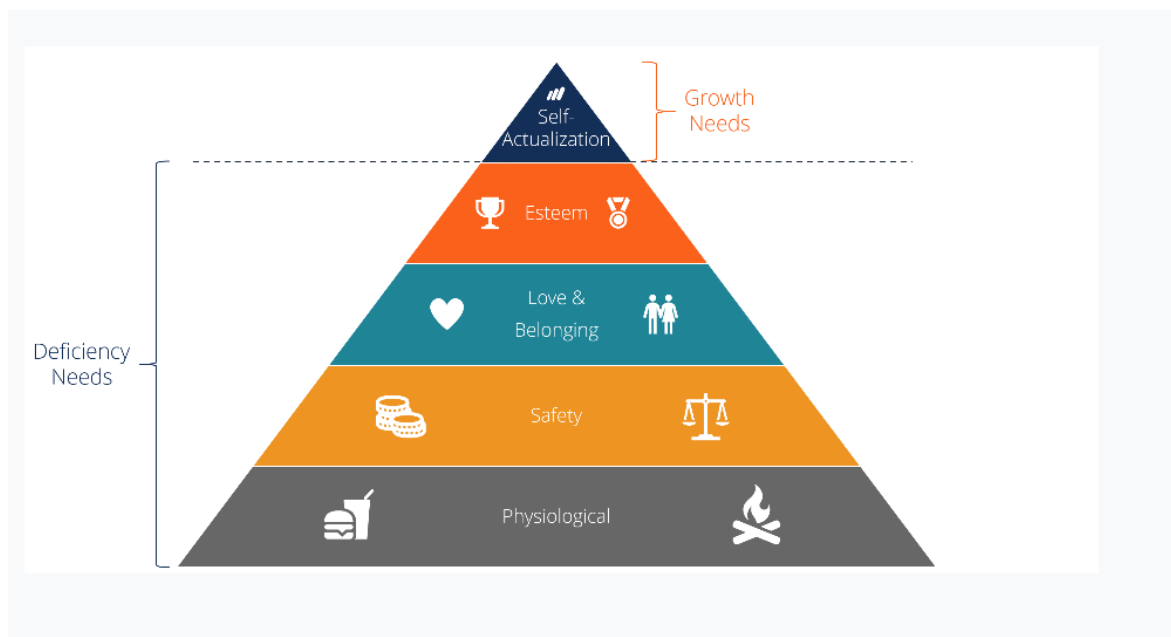 Self-
Actualization
Growth
Needs
Esteem
Love &
Belonging
Deficiency
Needs
Safety
Physiological